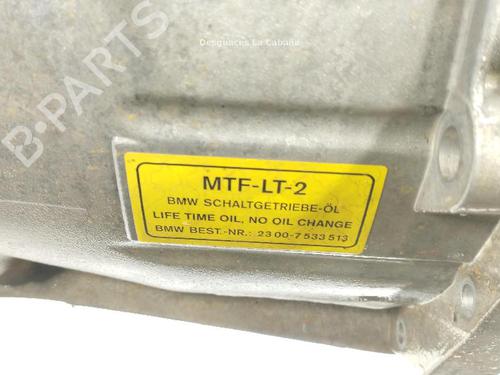 Desguaces La Cabaña
B-PARTS
MTF-LT-2
BMW SCHALTGETRIEBE-ÖL
LIFE TIME OIL, NO OIL CHANGE
BMW BEST.-NR.: 23 00-7 533 513